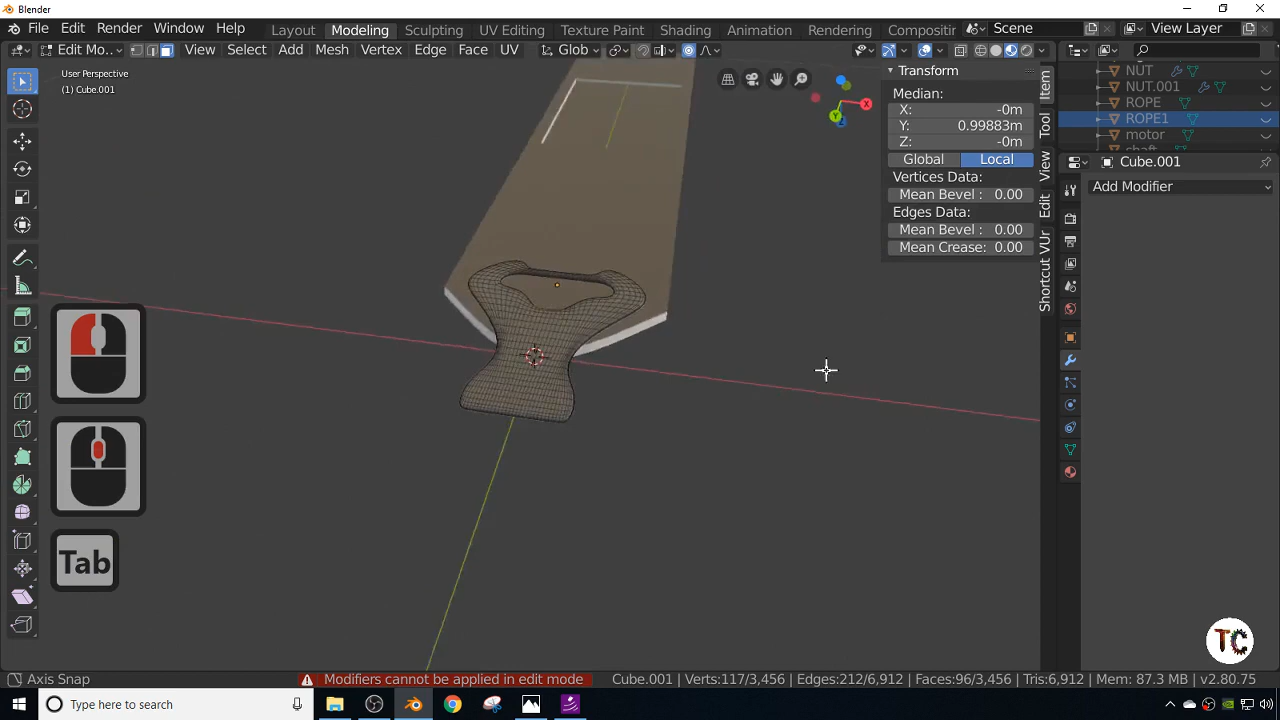 Blender
File Edit Render Window Help Layout Modeling Sculpting UV Editing Texture Paint Shading Animation Rendering Compositir Scene View Layer
Edit Mo... View Select Add Mesh Vertex Edge Face UV Glob
User Perspective
(1) Cube.001
Transform
Median:
X: -0m
Y: 0.99883m
Z: -0m
Global Local
Vertices Data:
Mean Bevel : 0.00
Edges Data:
Mean Bevel : 0.00
Mean Crease: 0.00
Item
Tool
View
Edit
Shortcut VUr
NUT
NUT.001
ROPE
ROPE1
motor
shaft
Cube.001
Add Modifier
Tab
TC
Axis Snap Modifiers cannot be applied in edit mode Cube.001 | Verts:117/3,456 | Edges:212/6,912 | Faces:96/3,456 | Tris:6,912 | Mem: 87.3 MB | v2.80.75
Type here to search